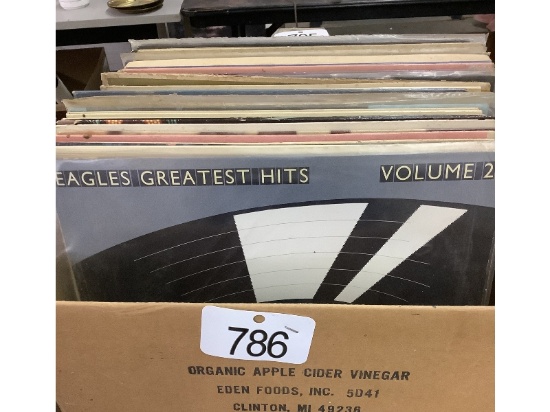 EAGLES GREATEST HITS VOLUME 2
786
ORGANIC APPLE CIDER VINEGAR
EDEN FOODS, INC. 5041
CLINTON, MI 49236